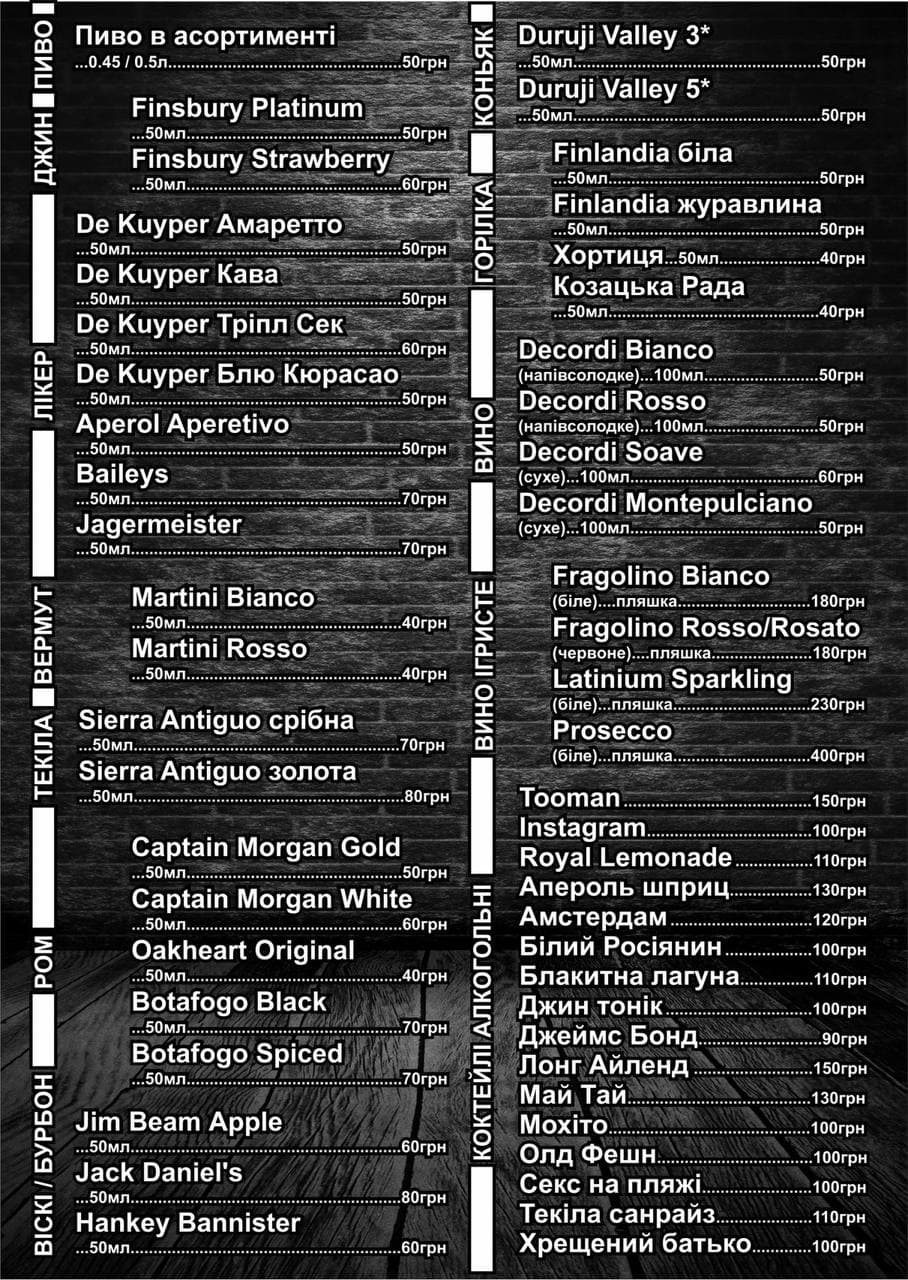 ПИВО
Пиво в асортименті
...0.45 / 0.5л...50грн
ДЖИН
Finsbury Platinum
...50мл...50грн
Finsbury Strawberry
...50мл...60грн
ЛІКЕР
De Kuyper Амаретто
...50мл...50грн
De Kuyper Кава
...50мл...50грн
De Kuyper Тріпл Сек
...50мл...60грн
De Kuyper Блю Кюрасао
...50мл...50грн
Aperol Aperetivo
...50мл...50грн
Baileys
...50мл...70грн
Jagermeister
...50мл...70грн
ВЕРМУТ
Martini Bianco
...50мл...40грн
Martini Rosso
...50мл...40грн
ТЕКІЛА
Sierra Antiguo срібна
...50мл...70грн
Sierra Antiguo золота
...50мл...80грн
РОМ
Captain Morgan Gold
...50мл...50грн
Captain Morgan White
...50мл...60грн
Oakheart Original
...50мл...40грн
Botafogo Black
...50мл...70грн
Botafogo Spiced
...50мл...70грн
ВІСКІ / БУРБОН
Jim Beam Apple
...50мл...60грн
Jack Daniel's
...50мл...80грн
Hankey Bannister
...50мл...60грн
КОНЬЯК
Duruji Valley 3*
...50мл...50грн
Duruji Valley 5*
...50мл...50грн
ГОРІЛКА
Finlandia біла
...50мл...50грн
Finlandia журавлина
...50мл...50грн
Хортиця...50мл...40грн
Козацька Рада
...50мл...40грн
ВИНО
Decordi Bianco
(напівсолодке)...100мл...50грн
Decordi Rosso
(напівсолодке)...100мл...50грн
Decordi Soave
(сухе)...100мл...60грн
Decordi Montepulciano
(сухе)...100мл...50грн
ВИНО ІГРИСТЕ
Fragolino Bianco
(біле)....пляшка...180грн
Fragolino Rosso/Rosato
(червоне)....пляшка...180грн
Latinium Sparkling
(біле)...пляшка...230грн
Prosecco
(біле)...пляшка...400грн
КОКТЕЙЛІ АЛКОГОЛЬНІ
Tooman...150грн
Instagram...100грн
Royal Lemonade...110грн
Апероль шприц...130грн
Амстердам...120грн
Білий Росіянин...100грн
Блакитна лагуна...110грн
Джин тонік...100грн
Джеймс Бонд...90грн
Лонг Айленд...150грн
Май Тай...130грн
Мохіто...100грн
Олд Фешн...100грн
Секс на пляжі...100грн
Текіла санрайз...110грн
Хрещений батько...100грн